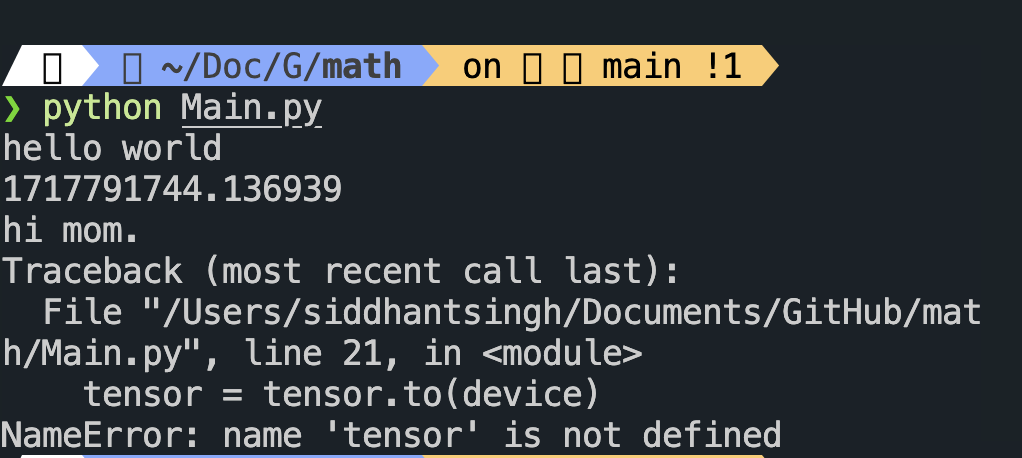 ~/Doc/G/math on main !1
❯ python Main.py
hello world
1717791744.136939
hi mom.
Traceback (most recent call last):
  File "/Users/siddhantsingh/Documents/GitHub/mat
h/Main.py", line 21, in <module>
    tensor = tensor.to(device)
NameError: name 'tensor' is not defined